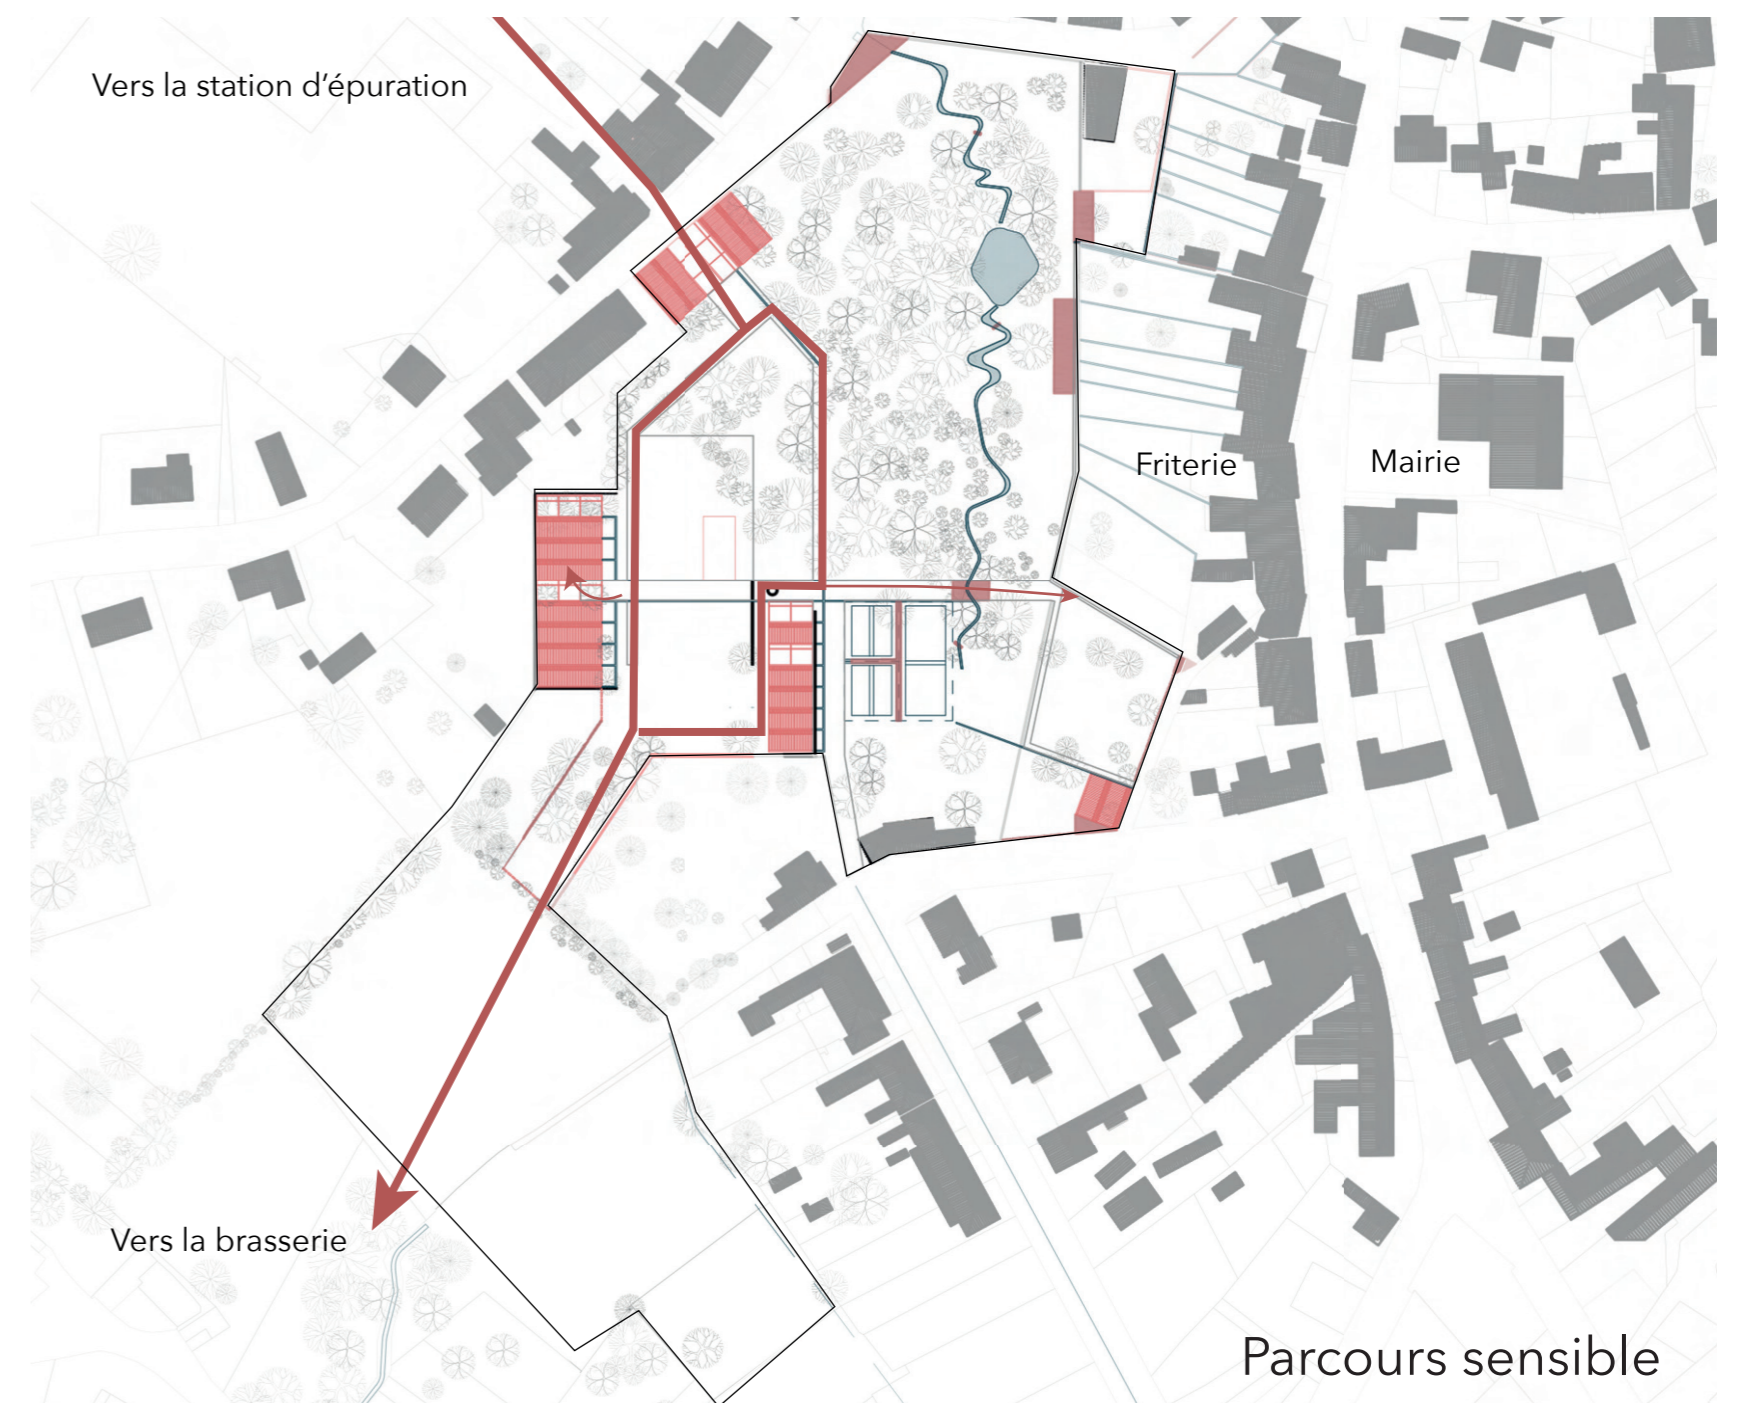 Vers la station d'épuration
Friterie
Mairie
Vers la brasserie
Parcours sensible